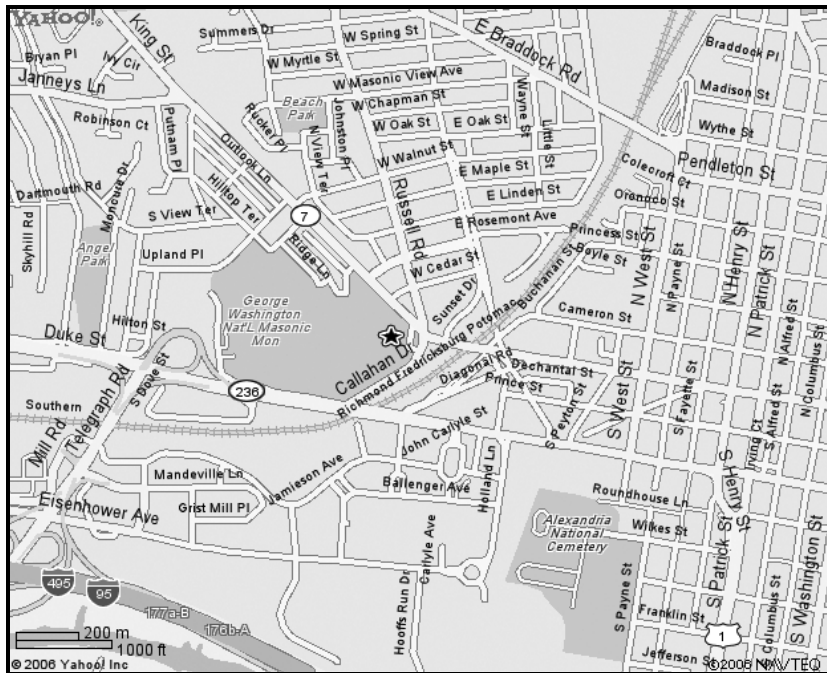 YAHOO!
King St
Summers Dr
W Spring St
E Braddock Rd
Braddock Pl
Bryan Pl
Ivy Cir
W Myrtle St
Janneys Ln
W Masonic View Ave
Madison St
Beach Park
W Chapman St
Wayne St
Robinson Ct
Putnam Pl
Rucker Pl
Johnston Pl
W Oak St
E Oak St
Little St
Wythe St
Outlook Ln
N View Ter
W Walnut St
Pendleton St
E Maple St
Colecroft Ct
Dartmouth Rd
Moncure Dr
Hilltop Ter
Russell Rd
E Linden St
Oronoco St
S View Ter
7
E Rosemont Ave
Princess St
Skyhill Rd
Angel Park
Upland Pl
Ridge Ln
W Cedar St
Buchanan St
Boyle St
N West St
N Payne St
N Henry St
N Patrick St
George Washington Nat'L Masonic Mon
Sunset Dr
Cameron St
N Alfred St
N Columbus St
Duke St
Hilton St
Callahan Dr
Richmond Fredricksburg Potomac
Diagonal Rd
Dechantal St
Prince St
S Dove St
236
Southern
Telegraph Rd
Mill Rd
John Carlyle St
S Peyton St
S West St
S Fayette St
Irving Ct
S Alfred St
Mandeville Ln
Jamieson Ave
Ballenger Ave
Holland Ln
S Henry St
Grist Mill Pl
Roundhouse Ln
Eisenhower Ave
Alexandria National Cemetery
Wilkes St
Carlyle Ave
Hooffs Run Dr
S Payne St
S Patrick St
S Washington St
495
95
177a-B
176b-A
Franklin St
Columbus St
1
Jefferson St
200 m
1000 ft
© 2006 Yahoo! Inc
©2006 NAVTEQ